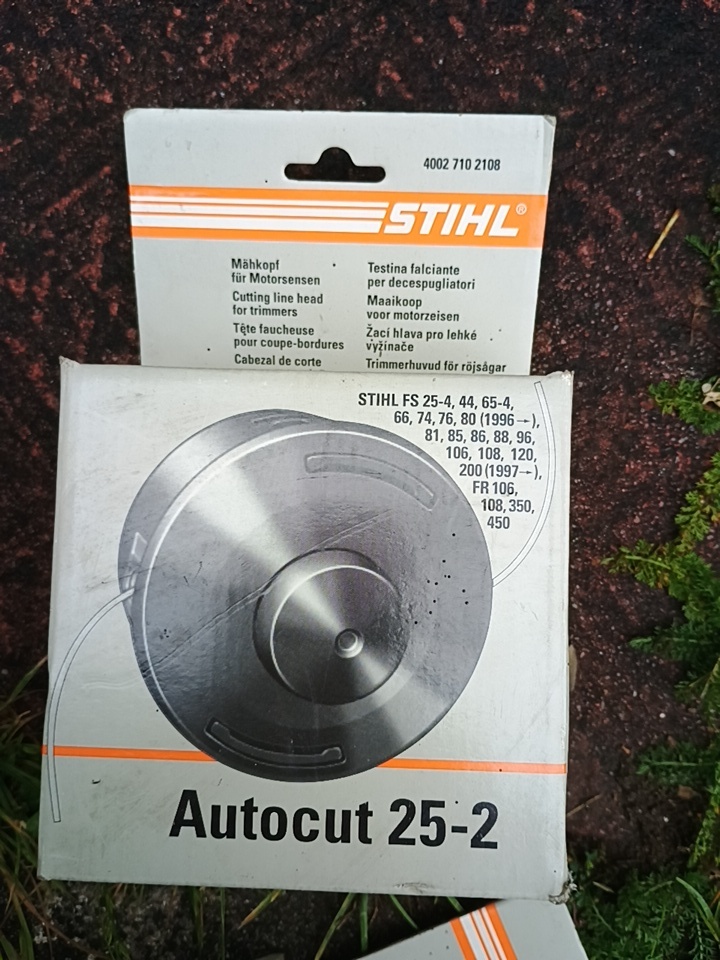 4002 710 2108
STIHL®
Mähkopf
für Motorsensen
Cutting line head
for trimmers
Tête faucheuse
pour coupe-bordures
Cabezal de corte
Testina falciante
per decespugliatori
Maaikoop
voor motorzeisen
Žací hlava pro lehké
vyžínače
Trimmerhuvud för röjsågar
STIHL FS 25-4, 44, 65-4,
66, 74, 76, 80 (1996→),
81, 85, 86, 88, 96,
106, 108, 120,
200 (1997→),
FR 106,
108, 350,
450
Autocut 25-2